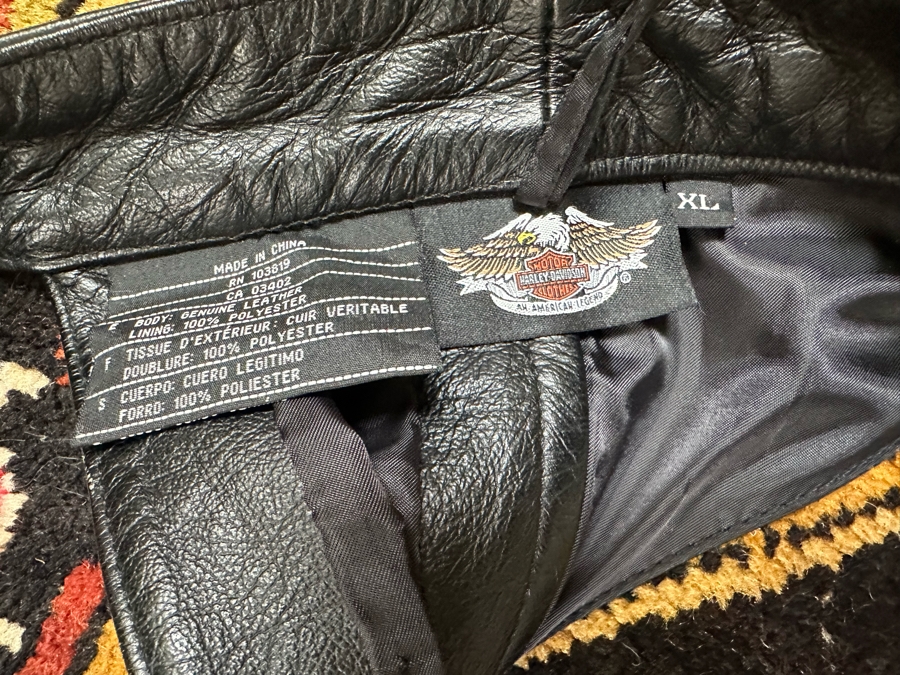 MADE IN CHINA
RN 103819
CA 03402
E BODY: GENUINE LEATHER
LINING: 100% POLYESTER
F TISSUE D'EXTÉRIEUR: CUIR VERITABLE
DOUBLURE: 100% POLYESTER
S CUERPO: CUERO LEGITIMO
FORRO: 100% POLIESTER
MOTOR
HARLEY-DAVIDSON
CLOTHES
AN AMERICAN LEGEND
®
XL